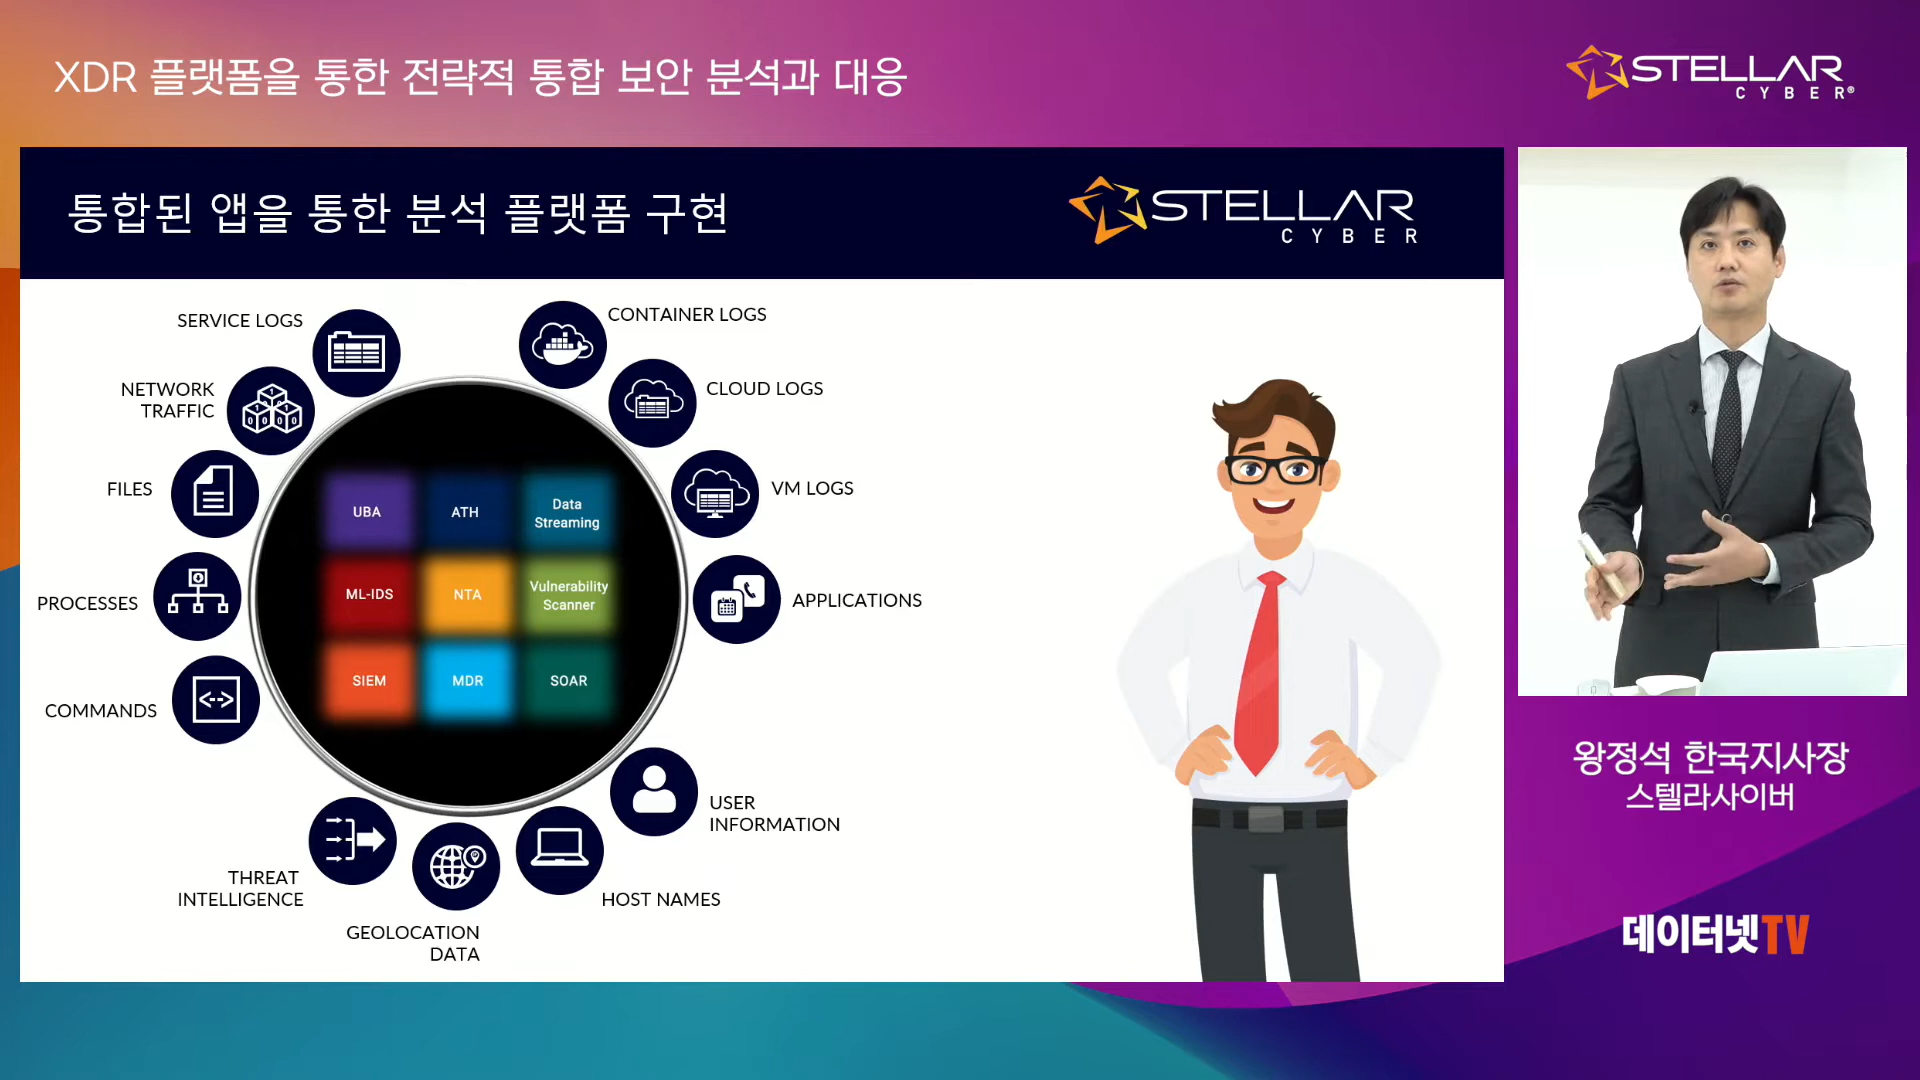 XDR 플랫폼을 통한 전략적 통합 보안 분석과 대응
STELLAR
CYBER®
통합된 앱을 통한 분석 플랫폼 구현
STELLAR
CYBER
SERVICE LOGS
CONTAINER LOGS
NETWORK
TRAFFIC
CLOUD LOGS
FILES
VM LOGS
PROCESSES
APPLICATIONS
COMMANDS
UBA
ATH
Data
Streaming
ML-IDS
NTA
Vulnerability
Scanner
SIEM
MDR
SOAR
USER
INFORMATION
THREAT
INTELLIGENCE
HOST NAMES
GEOLOCATION
DATA
왕정석 한국지사장
스텔라사이버
데이터넷TV